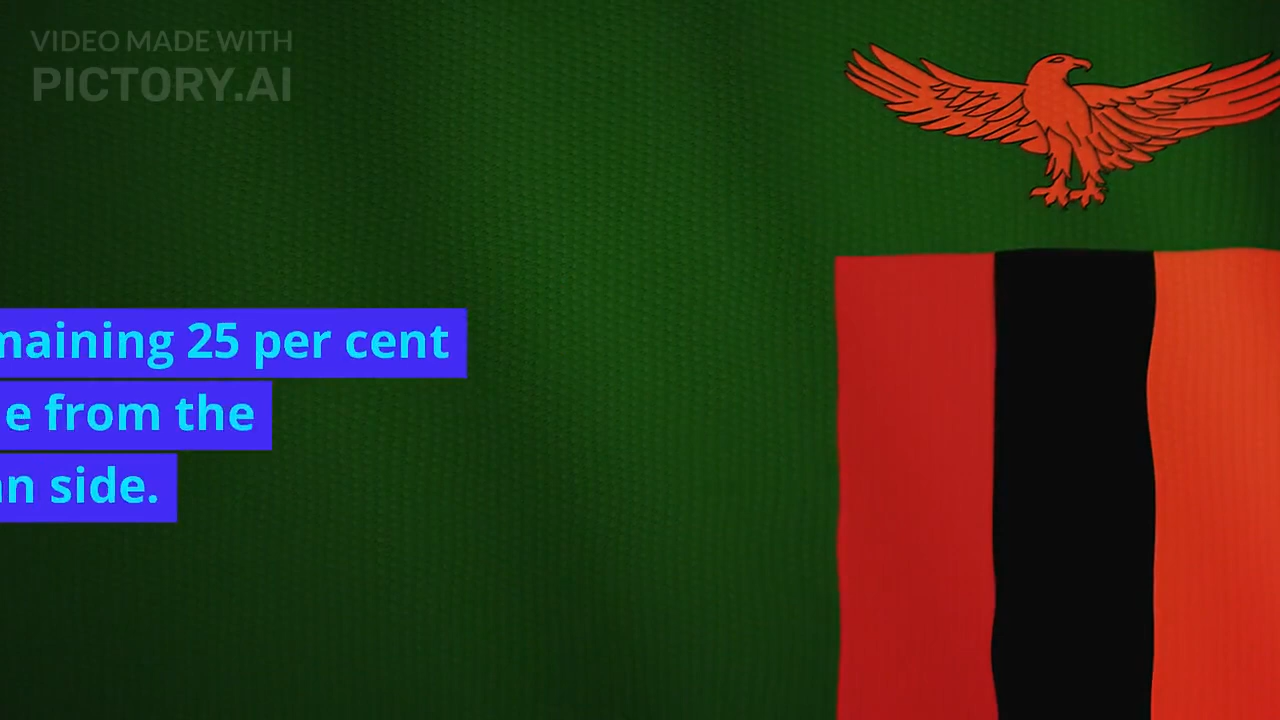 VIDEO MADE WITH
PICTORY.AI
maining 25 per cent
e from the
n side.